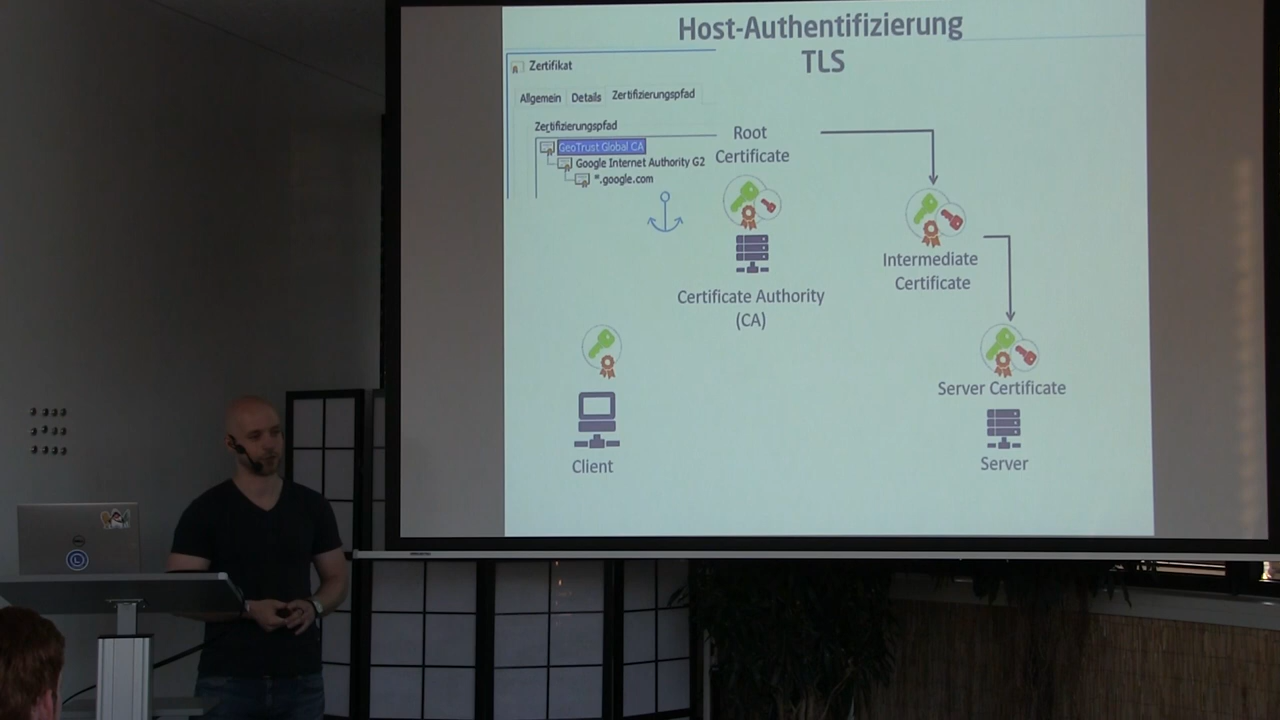 Host-Authentifizierung
TLS
Zertifikat
Allgemein Details Zertifizierungspfad
Zertifizierungspfad
GeoTrust Global CA
Google Internet Authority G2
*.google.com
Root
Certificate
Certificate Authority
(CA)
Intermediate
Certificate
Server Certificate
Server
Client
DELL